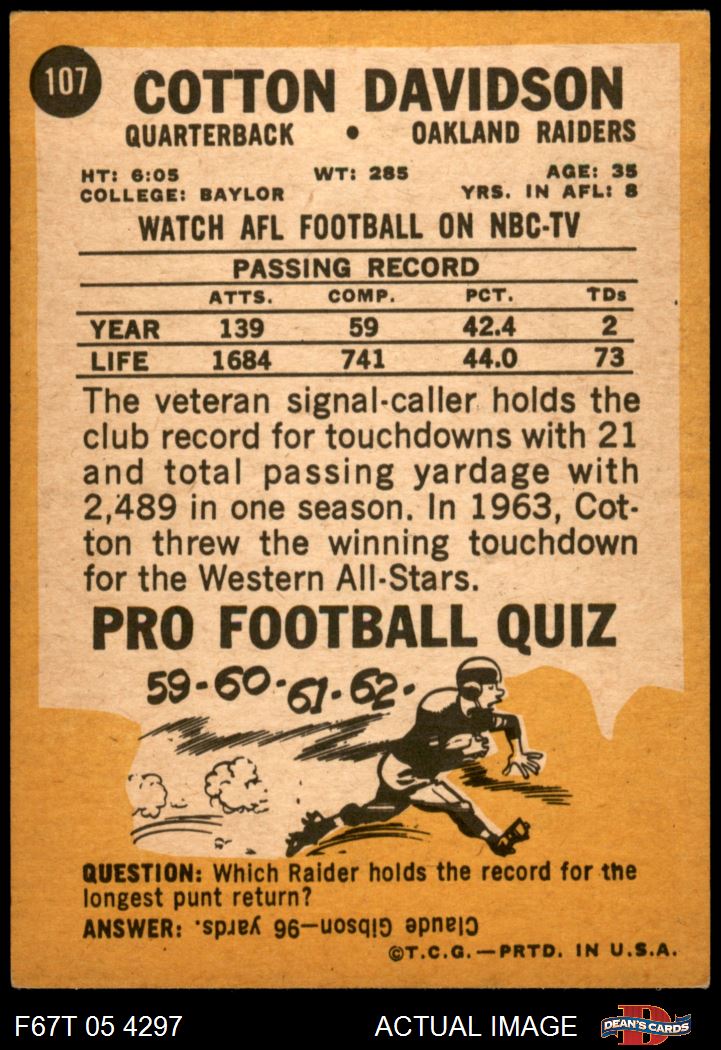 107
COTTON DAVIDSON
QUARTERBACK • OAKLAND RAIDERS
HT: 6:05 WT: 285 AGE: 35
COLLEGE: BAYLOR YRS. IN AFL: 8
WATCH AFL FOOTBALL ON NBC-TV
PASSING RECORD
ATTS. COMP. PCT. TDs
YEAR 139 59 42.4 2
LIFE 1684 741 44.0 73
The veteran signal-caller holds the
club record for touchdowns with 21
and total passing yardage with
2,489 in one season. In 1963, Cot-
ton threw the winning touchdown
for the Western All-Stars.
PRO FOOTBALL QUIZ
59-60-61-62-
QUESTION: Which Raider holds the record for the
longest punt return?
ANSWER: Claude Gibson—96 yards.
©T.C.G.—PRTD. IN U.S.A.
F67T 05 4297 ACTUAL IMAGE D DEAN'S CARDS